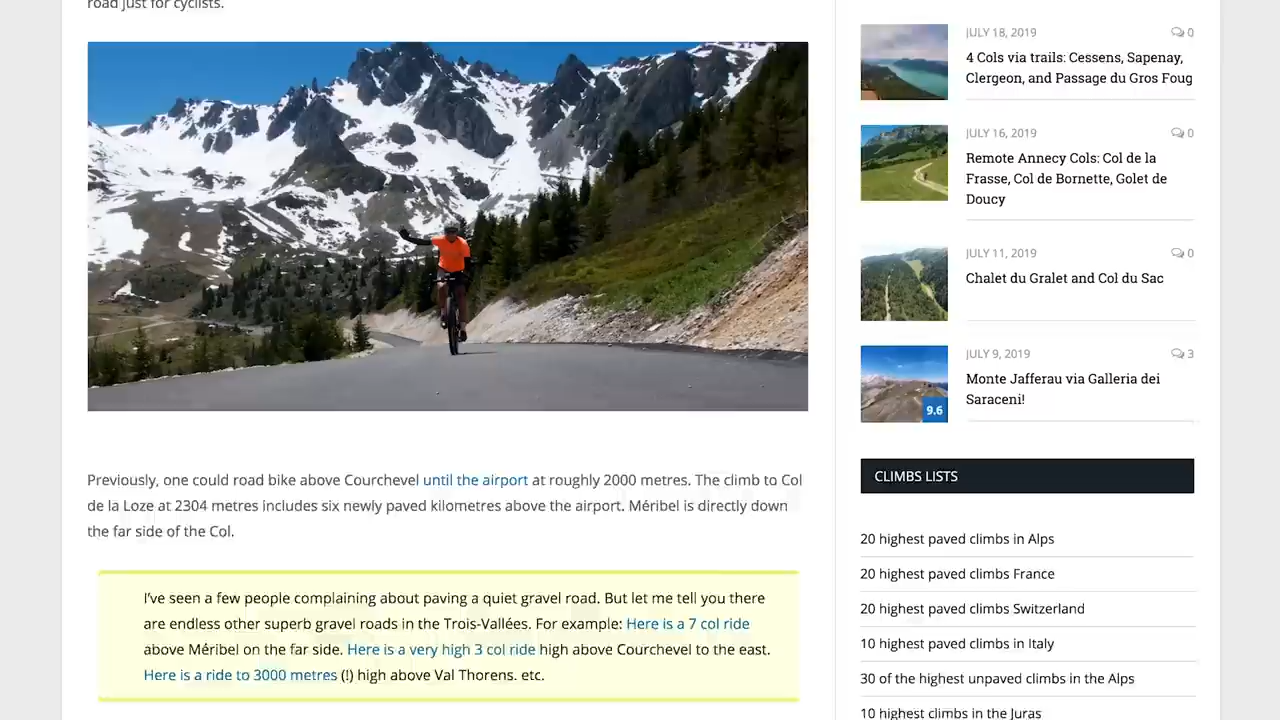 road just for cyclists.
Previously, one could road bike above Courchevel until the airport at roughly 2000 metres. The climb to Col
de la Loze at 2304 metres includes six newly paved kilometres above the airport. Méribel is directly down
the far side of the Col.
I've seen a few people complaining about paving a quiet gravel road. But let me tell you there
are endless other superb gravel roads in the Trois-Vallées. For example: Here is a 7 col ride
above Méribel on the far side. Here is a very high 3 col ride high above Courchevel to the east.
Here is a ride to 3000 metres (!) high above Val Thorens. etc.
JULY 18, 2019 0
4 Cols via trails: Cessens, Sapenay,
Clergeon, and Passage du Gros Foug
JULY 16, 2019 0
Remote Annecy Cols: Col de la
Frasse, Col de Bornette, Golet de
Doucy
JULY 11, 2019 0
Chalet du Gralet and Col du Sac
JULY 9, 2019 3
Monte Jafferau via Galleria dei
Saraceni!
9.6
CLIMBS LISTS
20 highest paved climbs in Alps
20 highest paved climbs France
20 highest paved climbs Switzerland
10 highest paved climbs in Italy
30 of the highest unpaved climbs in the Alps
10 highest climbs in the Juras